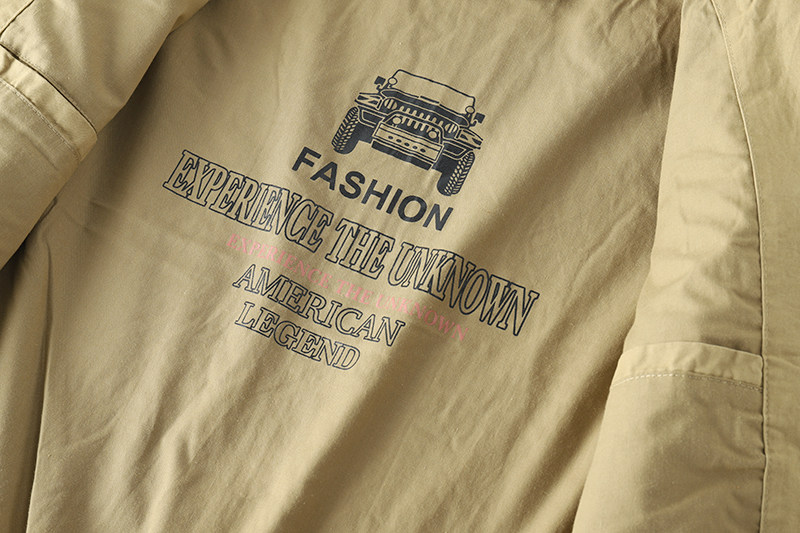 FASHION
EXPERIENCE THE UNKNOWN
EXPERIENCE THE UNKNOWN
AMERICAN
LEGEND